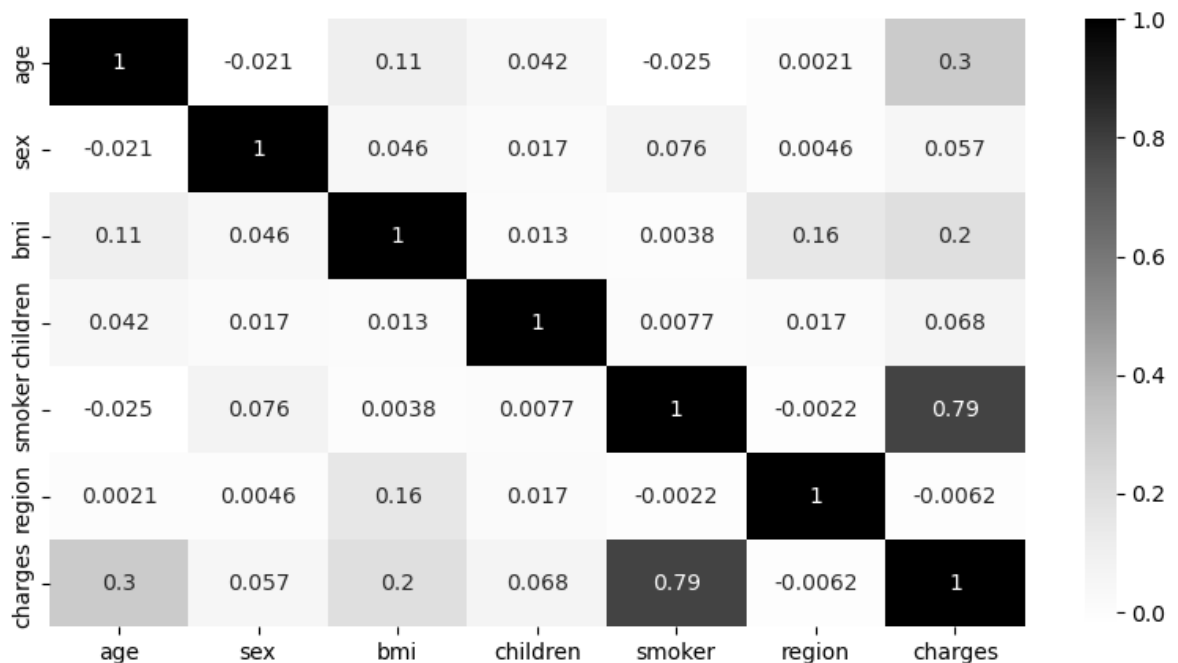 age 1 -0.021 0.11 0.042 -0.025 0.0021 0.3
sex -0.021 1 0.046 0.017 0.076 0.0046 0.057
bmi 0.11 0.046 1 0.013 0.0038 0.16 0.2
children 0.042 0.017 0.013 1 0.0077 0.017 0.068
smoker -0.025 0.076 0.0038 0.0077 1 -0.0022 0.79
region 0.0021 0.0046 0.16 0.017 -0.0022 1 -0.0062
charges 0.3 0.057 0.2 0.068 0.79 -0.0062 1
age sex bmi children smoker region charges
1.0
0.8
0.6
0.4
0.2
0.0